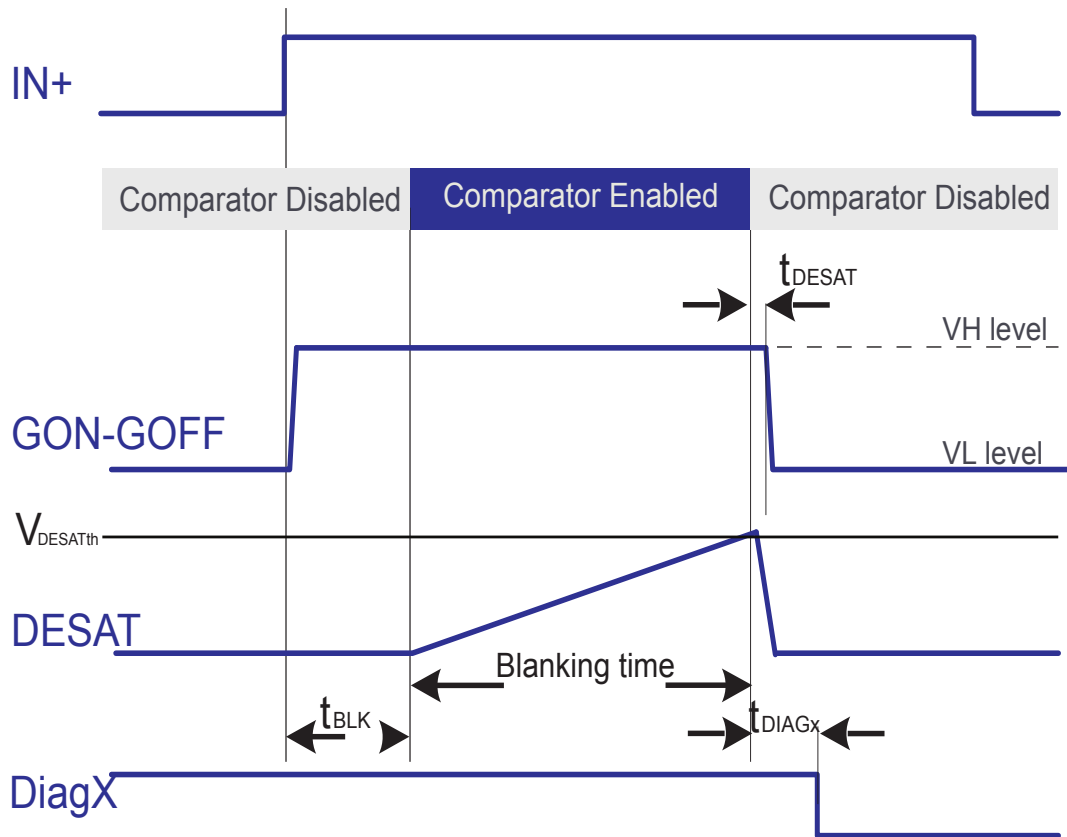 IN+
Comparator Disabled
Comparator Enabled
Comparator Disabled
tDESAT
VH level
GON-GOFF
VL level
VDESATth
DESAT
Blanking time
tBLK
tDIAGx
DiagX